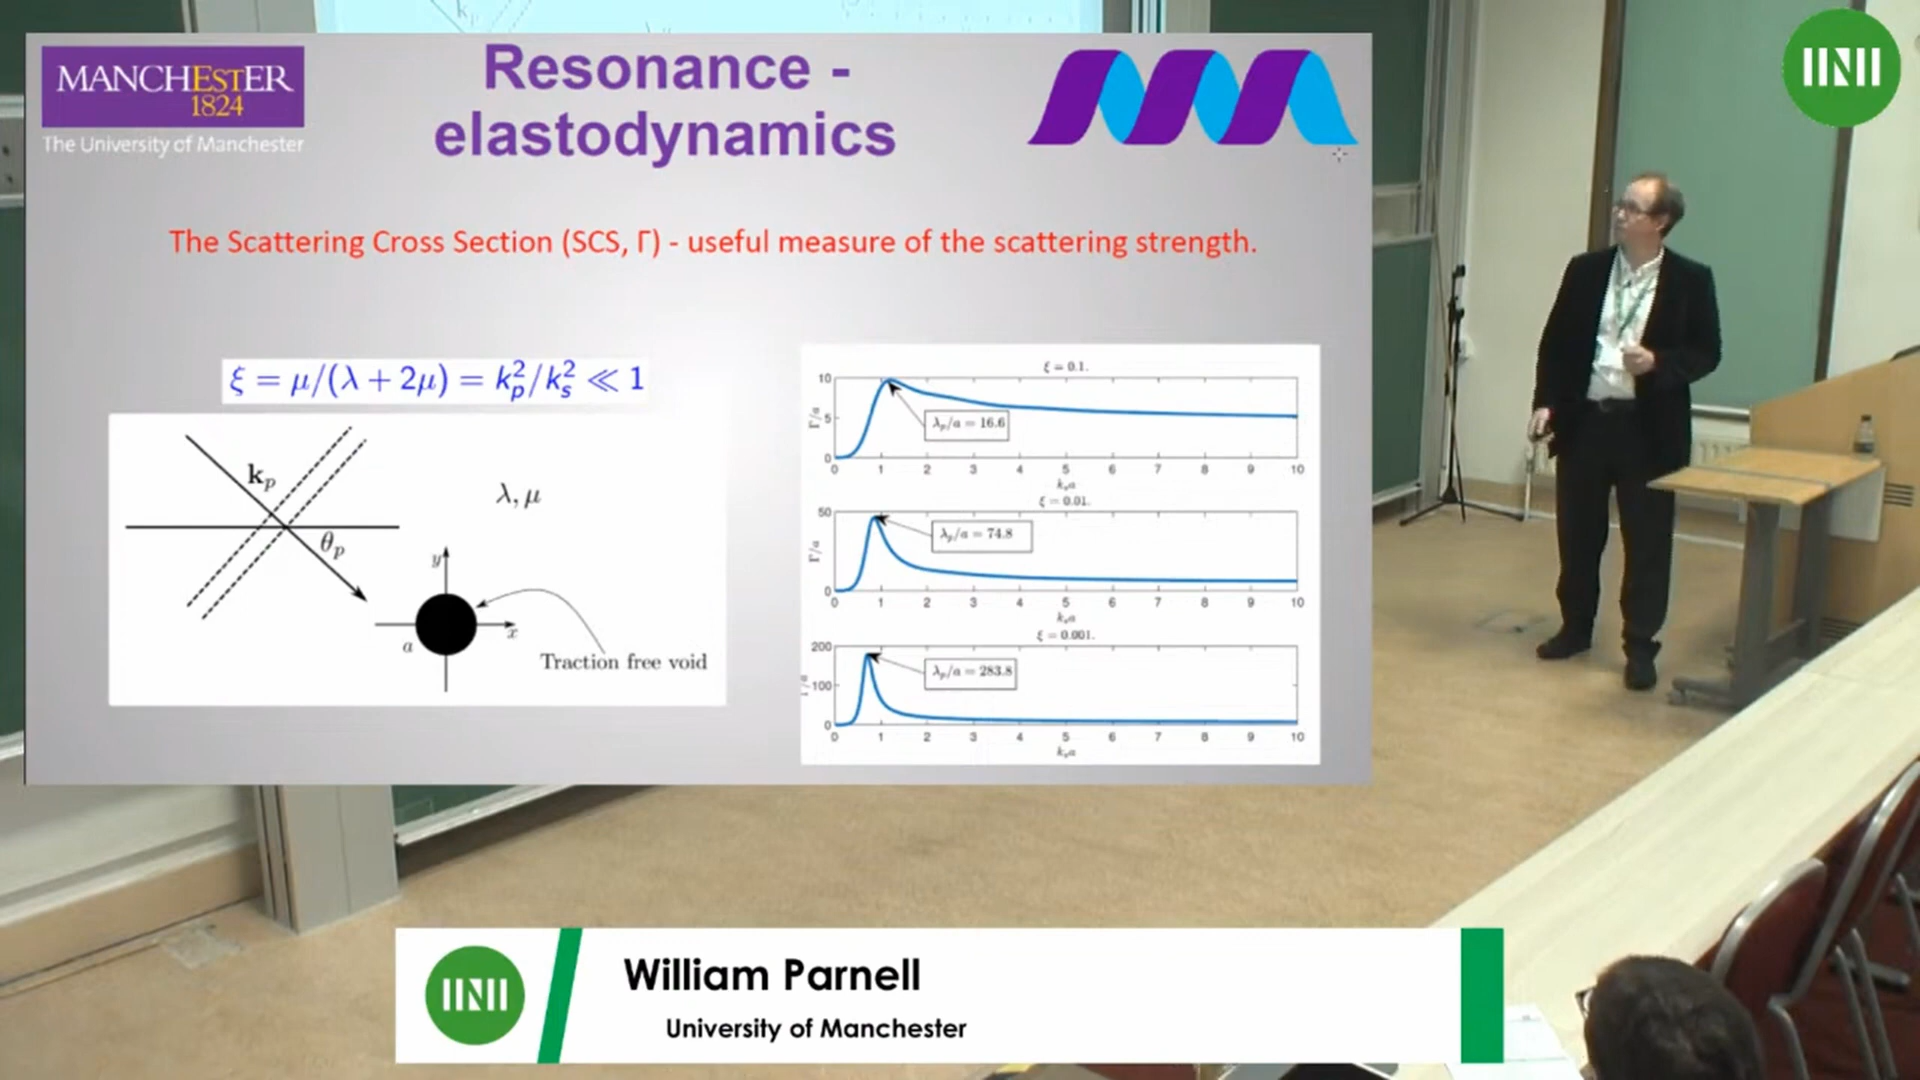 MANCHEstER
1824
The University of Manchester
Resonance -
elastodynamics
The Scattering Cross Section (SCS, Γ) - useful measure of the scattering strength.
ξ = μ/(λ + 2μ) = k_p^2/k_s^2 ≪ 1
k_p
θ_p
λ, μ
y
x
a
Traction free void
ξ = 0.1.
10
5
0
Γ/a
λ_p/a = 16.6
0 1 2 3 4 5 6 7 8 9 10
k_s a
ξ = 0.01.
50
0
Γ/a
λ_p/a = 74.8
0 1 2 3 4 5 6 7 8 9 10
k_s a
ξ = 0.001.
200
100
0
λ_p/a = 283.8
0 1 2 3 4 5 6 7 8 9 10
k_s a
William Parnell
University of Manchester